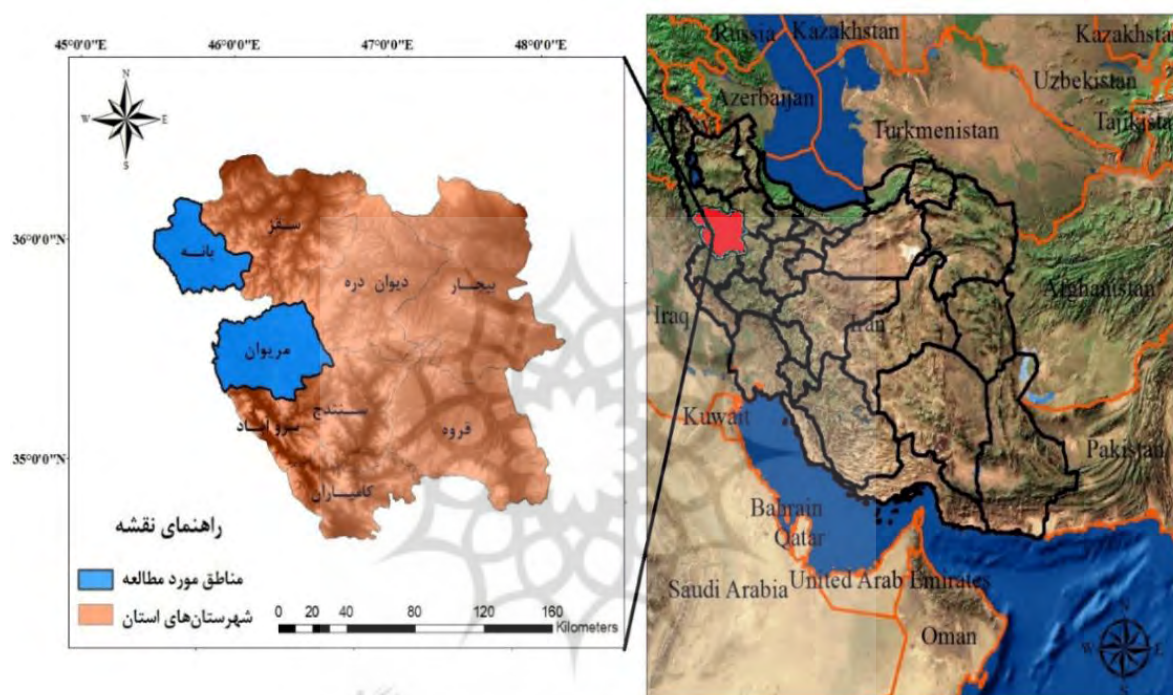 45°0'0"E 46°0'0"E 47°0'0"E 48°0'0"E
N
W E
S
36°0'0"N
35°0'0"N
سقز
بانه
دیوان دره
بیجار
مریوان
سنندج
قروه
کامیاران
راهنمای نقشه
مناطق مورد مطالعه
شهرستان‌های استان
0 20 40 80 120 160
Kilometers
Russia
Kazakhstan
Kazakhstan
Uzbekistan
Azerbaijan
Tajikista
Turkmenistan
Afghanistan
Iraq
Iran
Kuwait
Pakistan
Bahrain
Qatar
Saudi Arabia
United Arab Emirates
Oman
N
W E
S